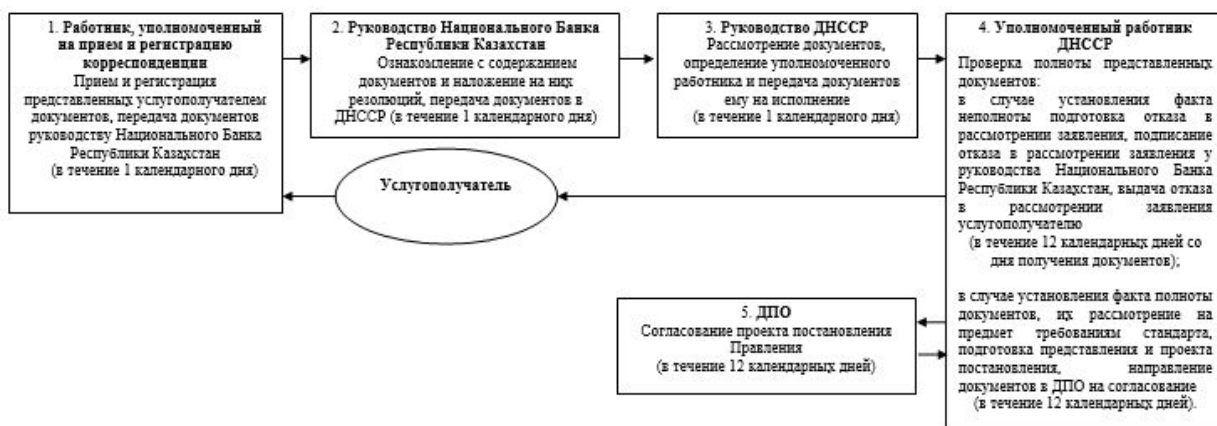 1. Работник, уполномоченный
на прием и регистрацию
корреспонденции
Прием и регистрация
представленных услугополучателем
документов, передача документов
руководству Национального Банка
Республики Казахстан
(в течение 1 календарного дня)
2. Руководство Национального Банка
Республики Казахстан
Ознакомление с содержанием
документов и наложение на них
резолюций, передача документов в
ДНССР (в течение 1 календарного дня)
3. Руководство ДНССР
Рассмотрение документов,
определение уполномоченного
работника и передача документов
ему на исполнение
(в течение 1 календарного дня)
4. Уполномоченный работник
ДНССР
Проверка полноты представленных
документов:
в случае установления факта
неполноты подготовка отказа в
рассмотрении заявления, подписание
отказа в рассмотрении заявления у
руководства Национального Банка
Республики Казахстан, выдача отказа
в рассмотрении заявления
услугополучателю
(в течение 12 календарных дней со
дня получения документов);
в случае установления факта полноты
документов, их рассмотрение на
предмет требованиям стандарта,
подготовка представления и проекта
постановления, направление
документов в ДПО на согласование
(в течение 12 календарных дней).
Услугополучатель
5. ДПО
Согласование проекта постановления
Правления
(в течение 12 календарных дней)